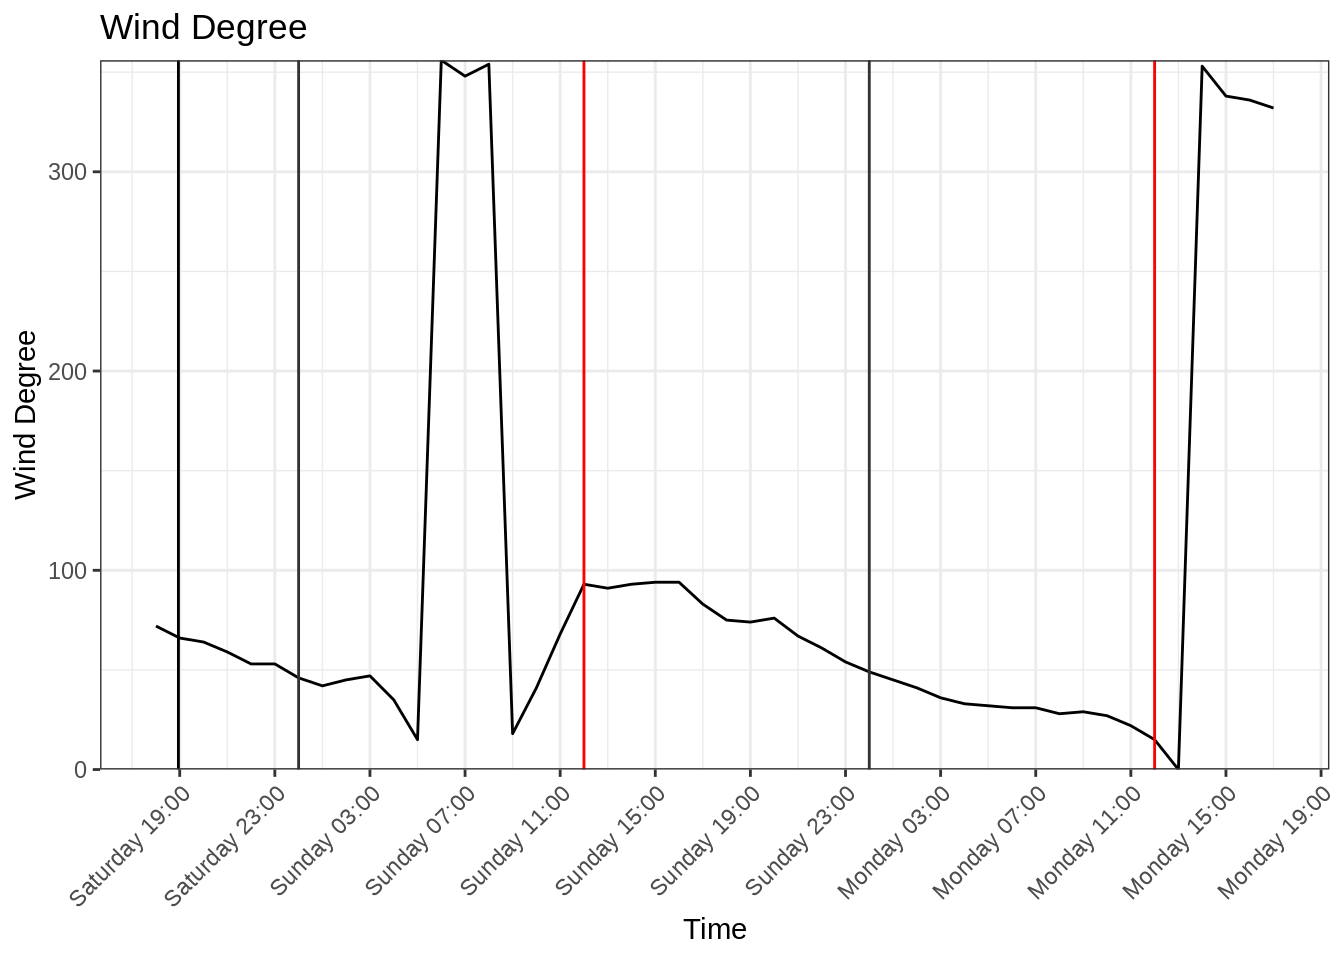 Wind Degree
Wind Degree
300
200
100
0
Saturday 19:00
Saturday 23:00
Sunday 03:00
Sunday 07:00
Sunday 11:00
Sunday 15:00
Sunday 19:00
Sunday 23:00
Monday 03:00
Monday 07:00
Monday 11:00
Monday 15:00
Monday 19:00
Time